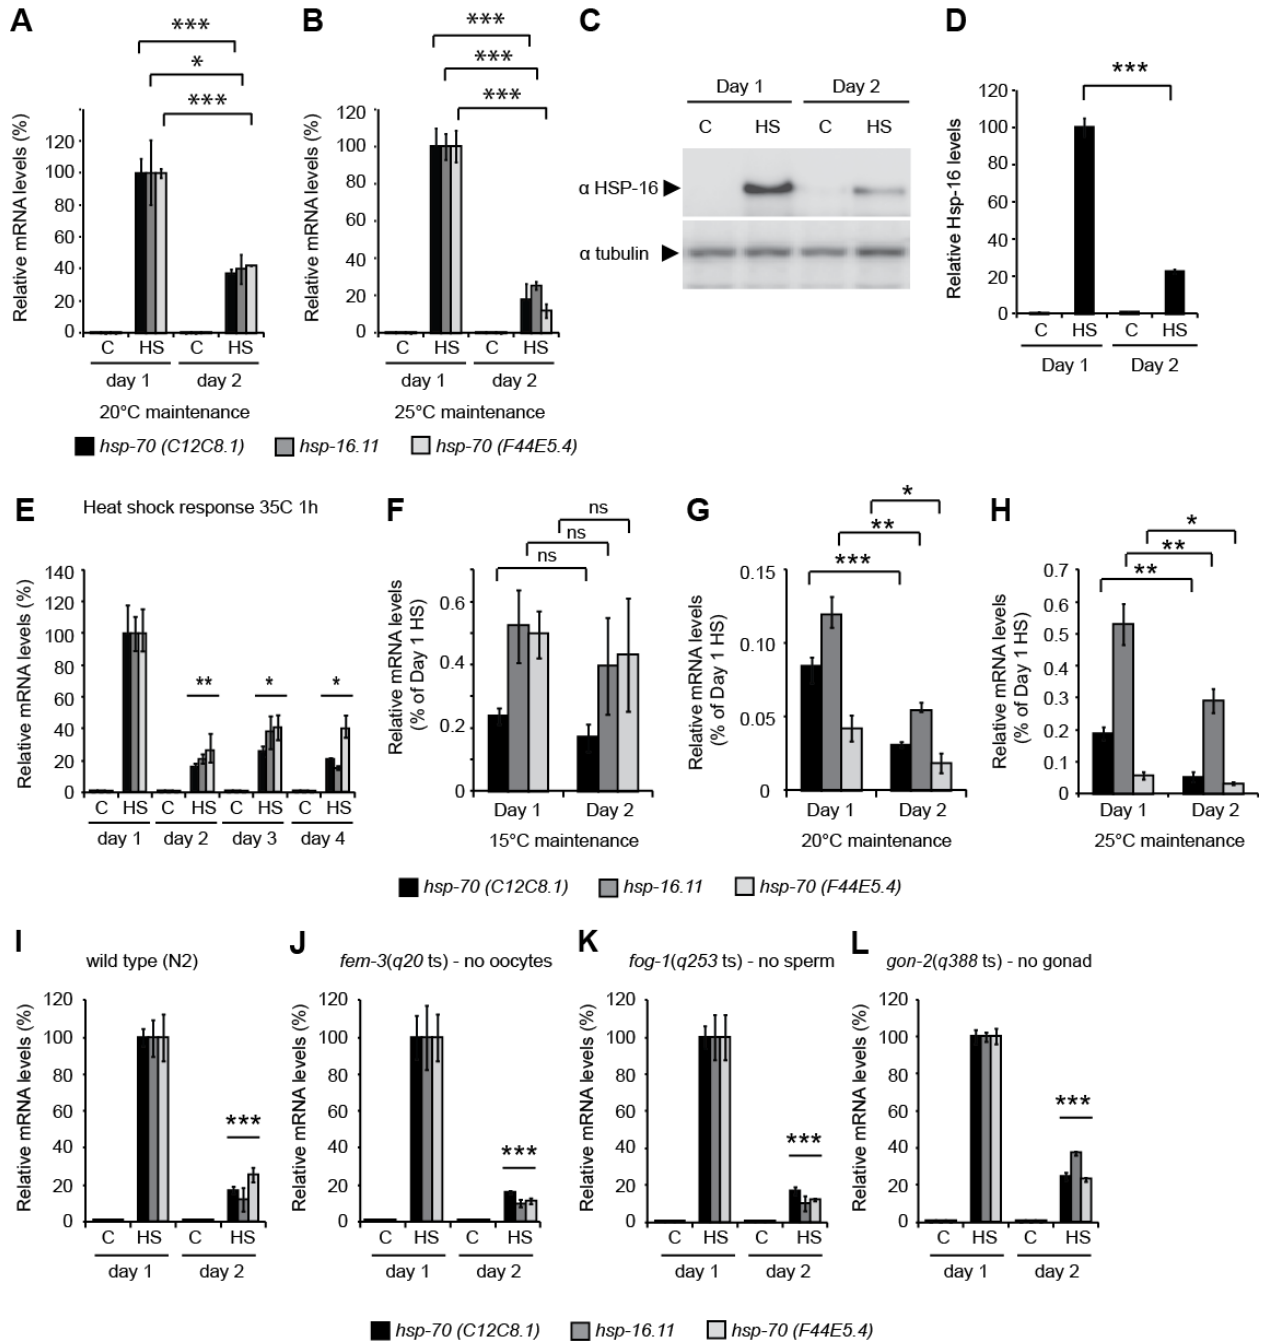 A
***
*
***
Relative mRNA levels (%)
120
100
80
60
40
20
0
C HS C HS
day 1 day 2
20°C maintenance
B
***
***
***
Relative mRNA levels (%)
120
100
80
60
40
20
0
C HS C HS
day 1 day 2
25°C maintenance
hsp-70 (C12C8.1) hsp-16.11 hsp-70 (F44E5.4)
C
Day 1 Day 2
C HS C HS
α HSP-16
α tubulin
D
***
Relative Hsp-16 levels
120
100
80
60
40
20
0
C HS C HS
Day 1 Day 2
E
Heat shock response 35C 1h
Relative mRNA levels (%)
140
120
100
80
60
40
20
0
** * *
C HS C HS C HS C HS
day 1 day 2 day 3 day 4
F
ns
ns
ns
Relative mRNA levels
(% of Day 1 HS)
0.6
0.4
0.2
0
Day 1 Day 2
15°C maintenance
G
*
**
***
Relative mRNA levels
(% of Day 1 HS)
0.15
0.10
0.05
0
Day 1 Day 2
20°C maintenance
H
*
**
**
Relative mRNA levels
(% of Day 1 HS)
0.7
0.6
0.5
0.4
0.3
0.2
0.1
0
Day 1 Day 2
25°C maintenance
hsp-70 (C12C8.1) hsp-16.11 hsp-70 (F44E5.4)
I
wild type (N2)
Relative mRNA levels (%)
120
100
80
60
40
20
0
***
C HS C HS
day 1 day 2
J
fem-3(q20 ts) - no oocytes
Relative mRNA levels (%)
120
100
80
60
40
20
0
***
C HS C HS
day 1 day 2
K
fog-1(q253 ts) - no sperm
Relative mRNA levels (%)
120
100
80
60
40
20
0
***
C HS C HS
day 1 day 2
L
gon-2(q388 ts) - no gonad
Relative mRNA levels (%)
120
100
80
60
40
20
0
***
C HS C HS
day 1 day 2
hsp-70 (C12C8.1) hsp-16.11 hsp-70 (F44E5.4)